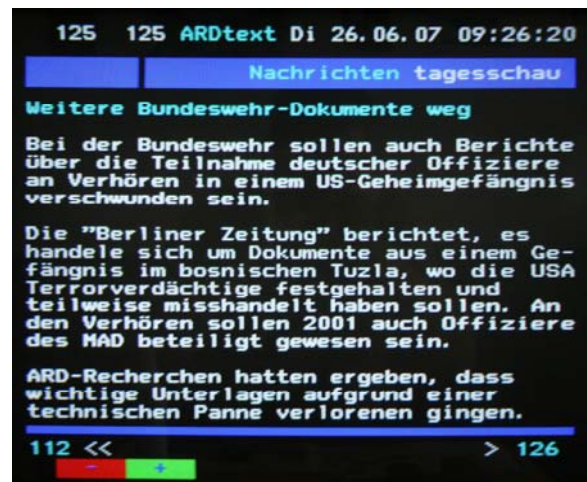 125 125 ARDtext Di 26.06.07 09:26:20
Nachrichten tagesschau
Weitere Bundeswehr-Dokumente weg
Bei der Bundeswehr sollen auch Berichte
über die Teilnahme deutscher Offiziere
an Verhören in einem US-Geheimgefängnis
verschwunden sein.
Die "Berliner Zeitung" berichtet, es
handele sich um Dokumente aus einem Ge-
fängnis im bosnischen Tuzla, wo die USA
Terrorverdächtige festgehalten und
teilweise misshandelt haben sollen. An
den Verhören sollen 2001 auch Offiziere
des MAD beteiligt gewesen sein.
ARD-Recherchen hatten ergeben, dass
wichtige Unterlagen aufgrund einer
technischen Panne verlorenen gingen.
112 << > 126
- +